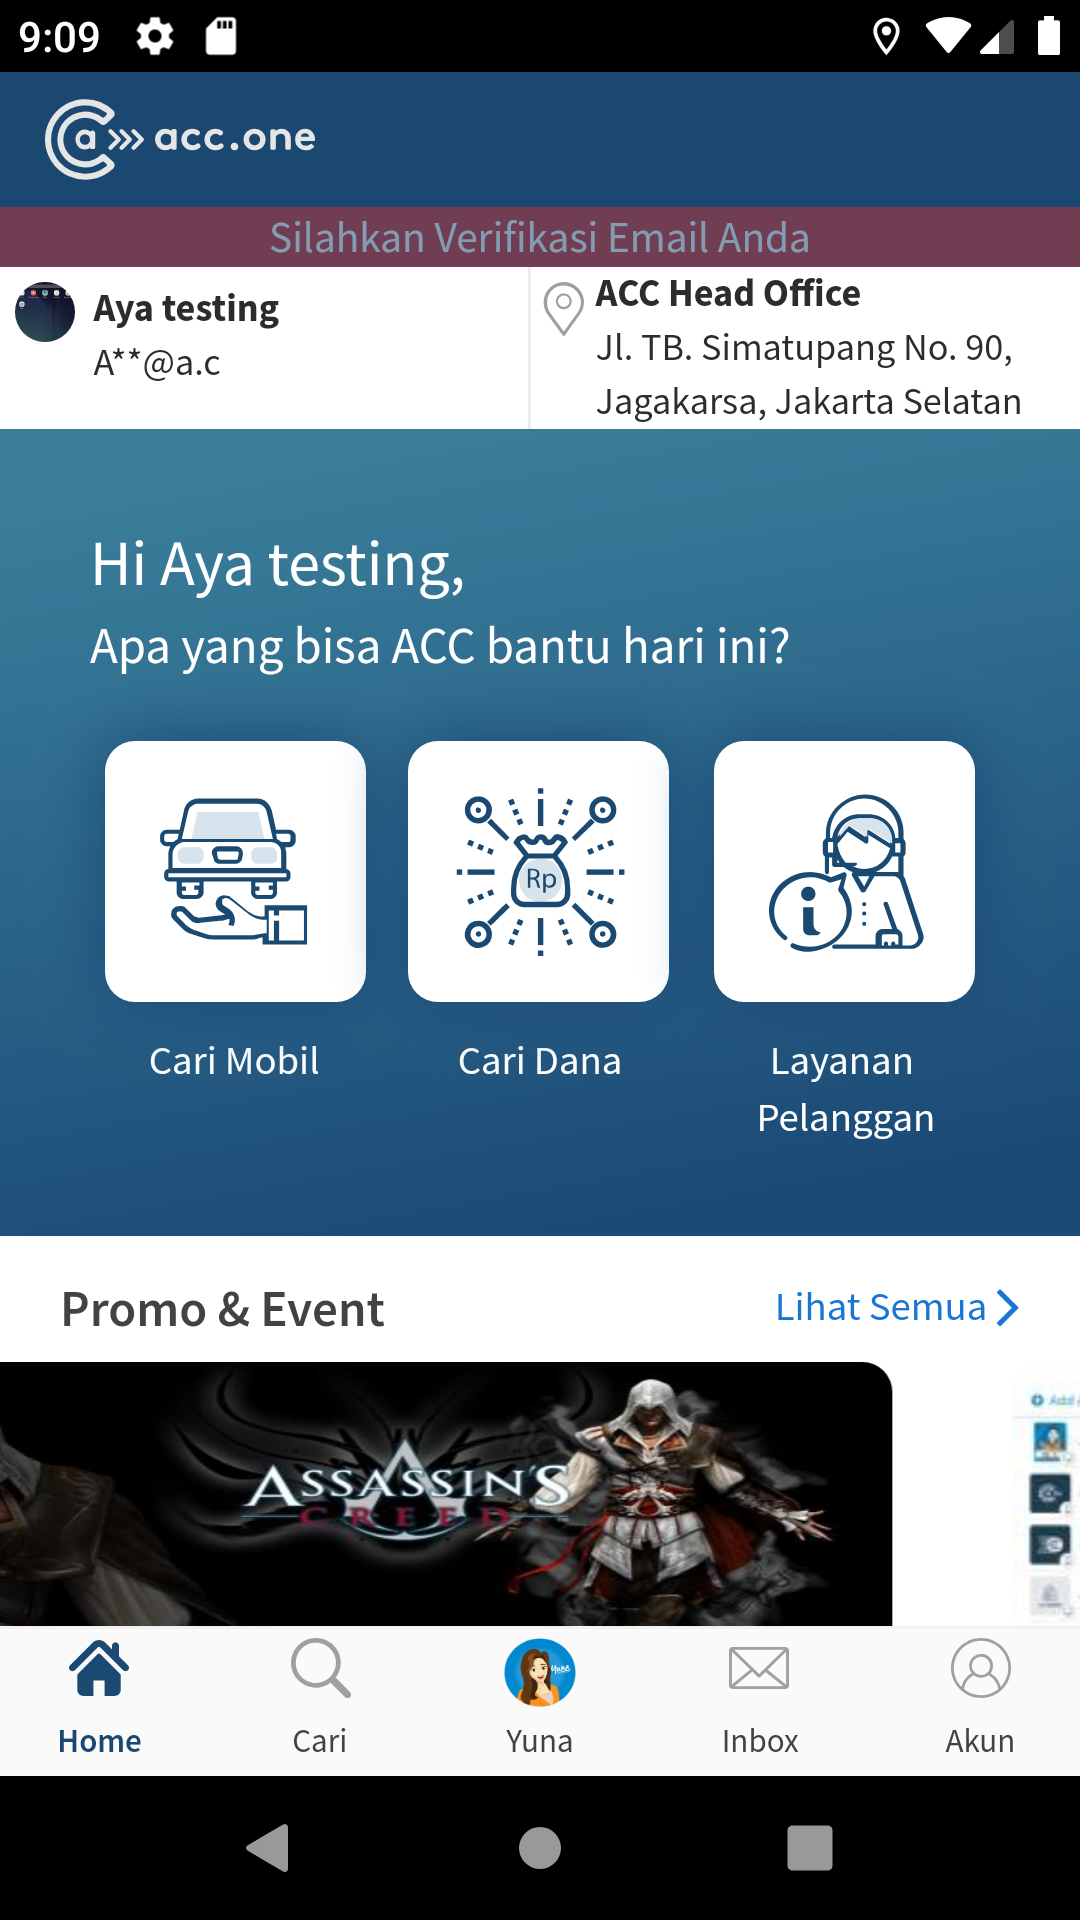 9:09
a acc.one
Silahkan Verifikasi Email Anda
Aya testing
A**@a.c
ACC Head Office
Jl. TB. Simatupang No. 90,
Jagakarsa, Jakarta Selatan
Hi Aya testing,
Apa yang bisa ACC bantu hari ini?
Rp
i
Cari Mobil
Cari Dana
Layanan
Pelanggan
Promo & Event
Lihat Semua
ASSASSIN'S
CREED
Add
Yuna
Home
Cari
Yuna
Inbox
Akun